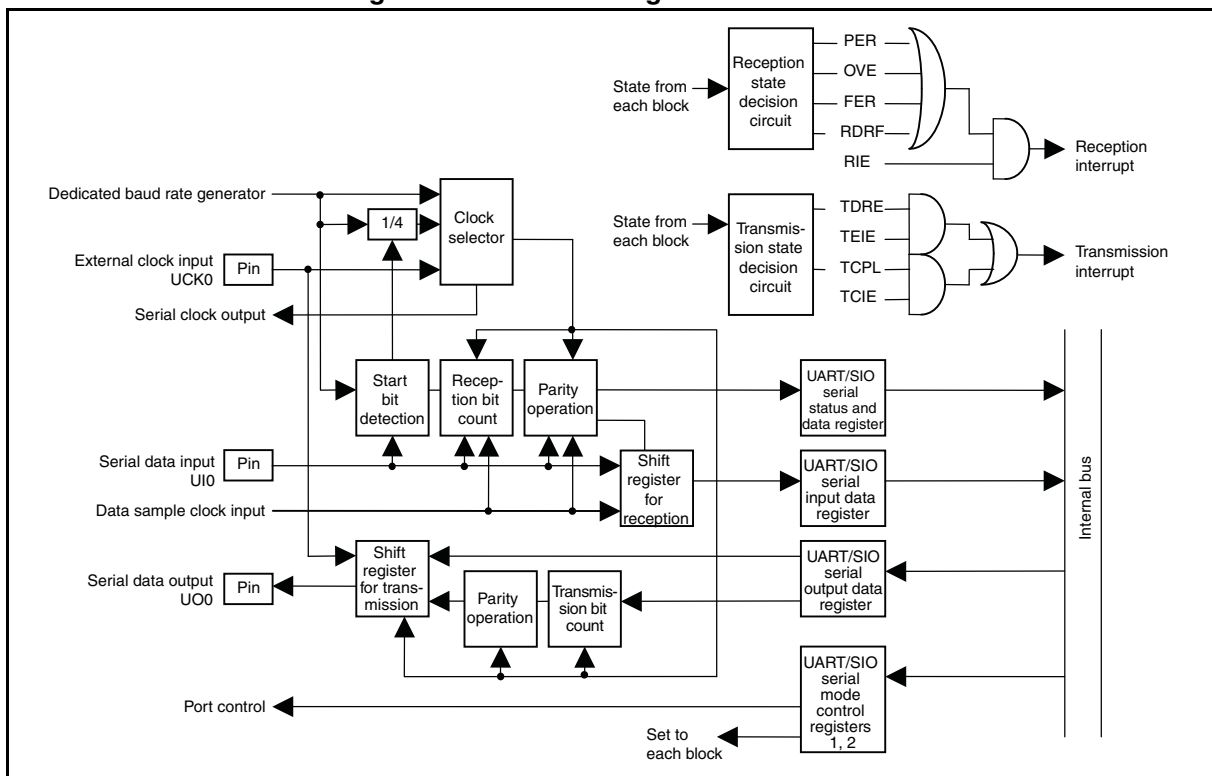 PER
OVE
FER
RDRF
RIE
State from
each block
Reception
state
decision
circuit
Reception
interrupt
TDRE
TEIE
TCPL
TCIE
State from
each block
Transmis-
sion state
decision
circuit
Transmission
interrupt
Dedicated baud rate generator
1/4
Clock
selector
External clock input
UCK0
Pin
Serial clock output
Start
bit
detection
Recep-
tion bit
count
Parity
operation
UART/SIO
serial
status and
data register
Serial data input
UI0
Pin
Shift
register
for
reception
UART/SIO
serial
input data
register
Internal bus
Data sample clock input
Serial data output
UO0
Pin
Shift
register
for trans-
mission
Parity
operation
Transmis-
sion bit
count
UART/SIO
serial
output data
register
Port control
UART/SIO
serial
mode
control
registers
1, 2
Set to
each block